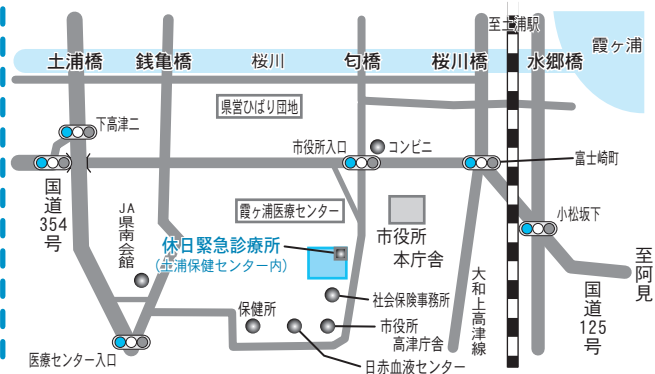 至土浦駅
霞ヶ浦
土浦橋
銭亀橋
桜川
匂橋
桜川橋
水郷橋
県営ひばり団地
下高津二
市役所入口
コンビニ
富士崎町
国道
354
号
JA
県南会館
霞ヶ浦医療センター
小松坂下
市役所
本庁舎
休日緊急診療所
(土浦保健センター内)
至阿見
大和上高津線
国道
125
号
社会保険事務所
保健所
市役所
高津庁舎
医療センター入口
日赤血液センター